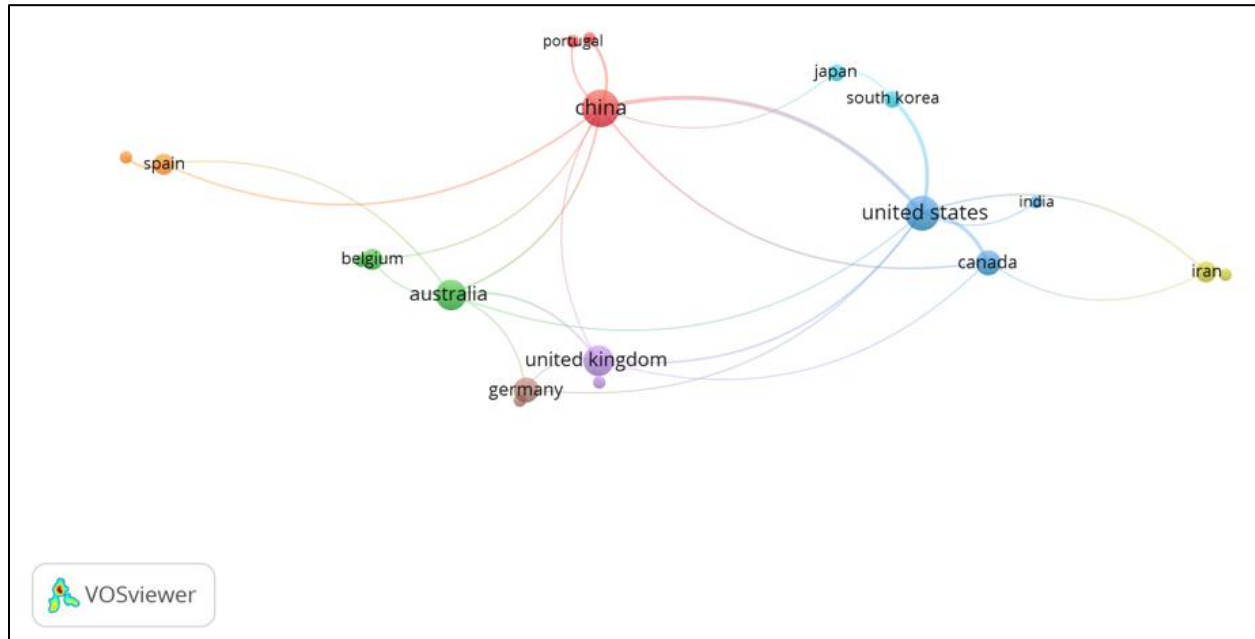 portugal
japan
south korea
china
spain
india
united states
belgium
canada
iran
australia
united kingdom
germany
VOSviewer